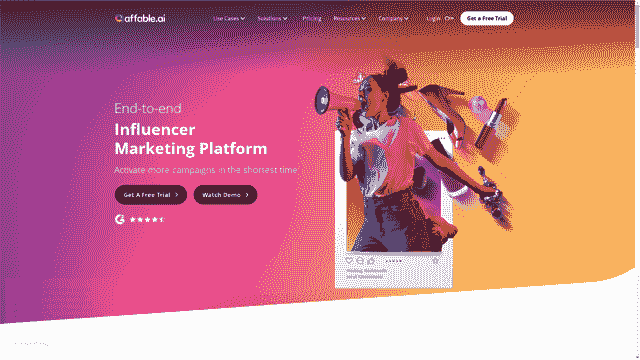 affable.ai
Use Cases
Solutions
Pricing
Resources
Company
Login
Get a Free Trial
End-to-end
Influencer
Marketing Platform
Activate more campaigns in the shortest time
Get A Free Trial
Watch Demo